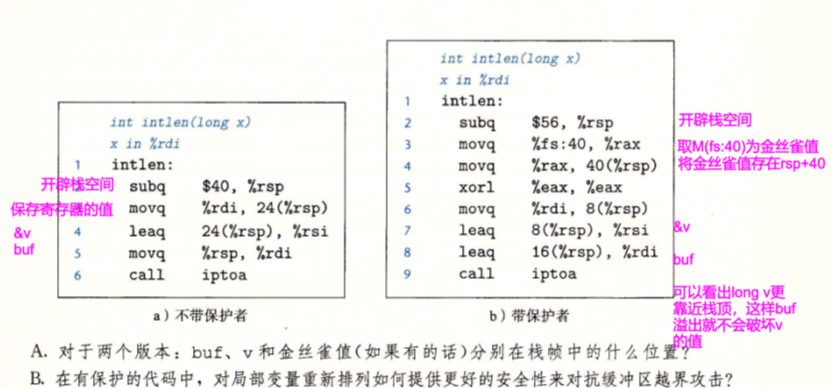 int intlen(long x)
x in %rdi
1 intlen:
开辟栈空间 subq $40, %rsp
保存寄存器的值 movq %rdi, 24(%rsp)
&v 4 leaq 24(%rsp), %rsi
buf 5 movq %rsp, %rdi
6 call iptoa
a) 不带保护者
int intlen(long x)
x in %rdi
1 intlen:
2 subq $56, %rsp 开辟栈空间
3 movq %fs:40, %rax 取M(fs:40)为金丝雀值
4 movq %rax, 40(%rsp) 将金丝雀值存在rsp+40
5 xorl %eax, %eax
6 movq %rdi, 8(%rsp)
7 leaq 8(%rsp), %rsi &v
8 leaq 16(%rsp), %rdi buf
9 call iptoa
b) 带保护者
可以看出long v更
靠近栈顶，这样buf
溢出就不会破坏v
的值
A. 对于两个版本：buf、v 和金丝雀值(如果有的话)分别在栈帧中的什么位置？
B. 在有保护的代码中，对局部变量重新排列如何提供更好的安全性来对抗缓冲区越界攻击？